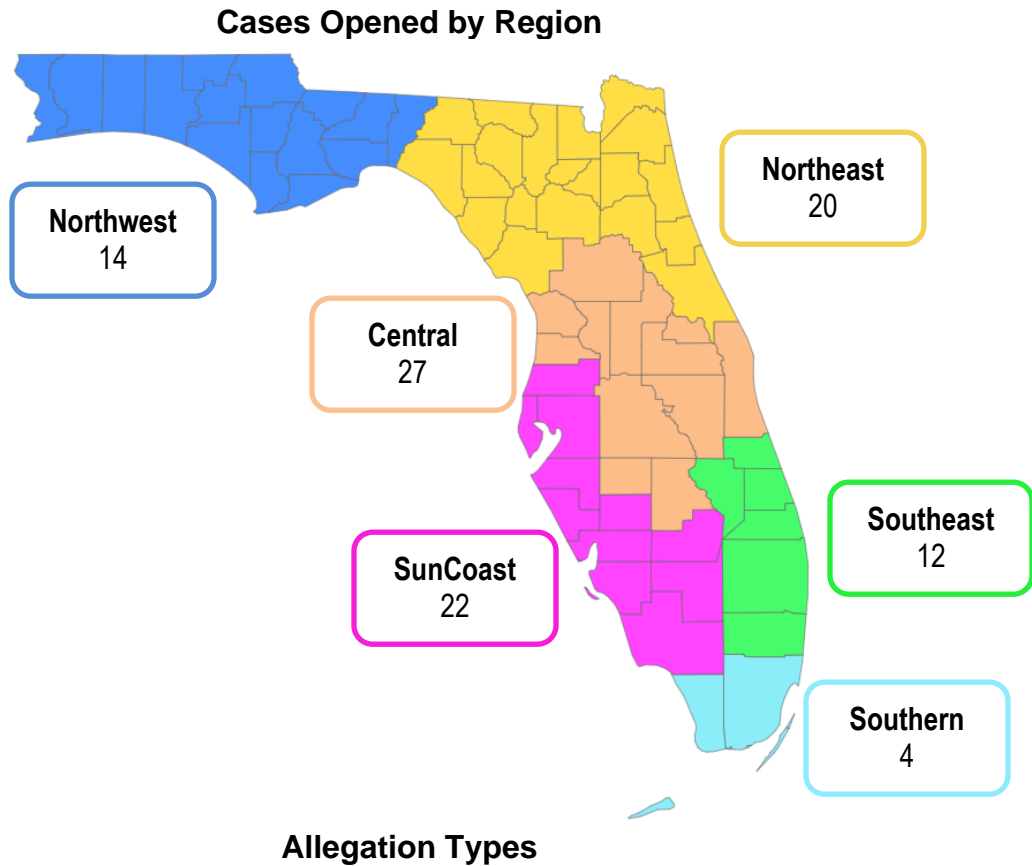 Cases Opened by Region
Northeast
20
Northwest
14
Central
27
Southeast
12
SunCoast
22
Southern
4
Allegation Types